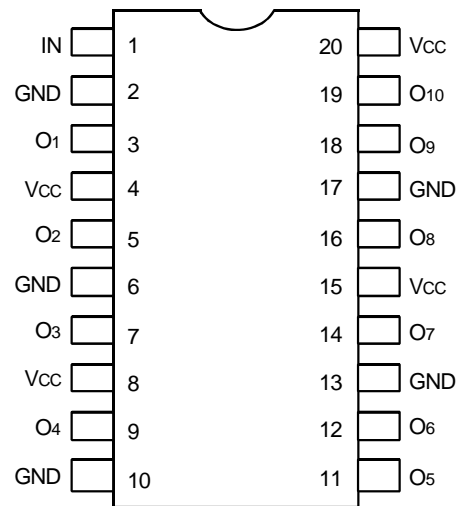 IN 1 20 VCC
GND 2 19 O10
O1 3 18 O9
VCC 4 17 GND
O2 5 16 O8
GND 6 15 VCC
O3 7 14 O7
VCC 8 13 GND
O4 9 12 O6
GND 10 11 O5